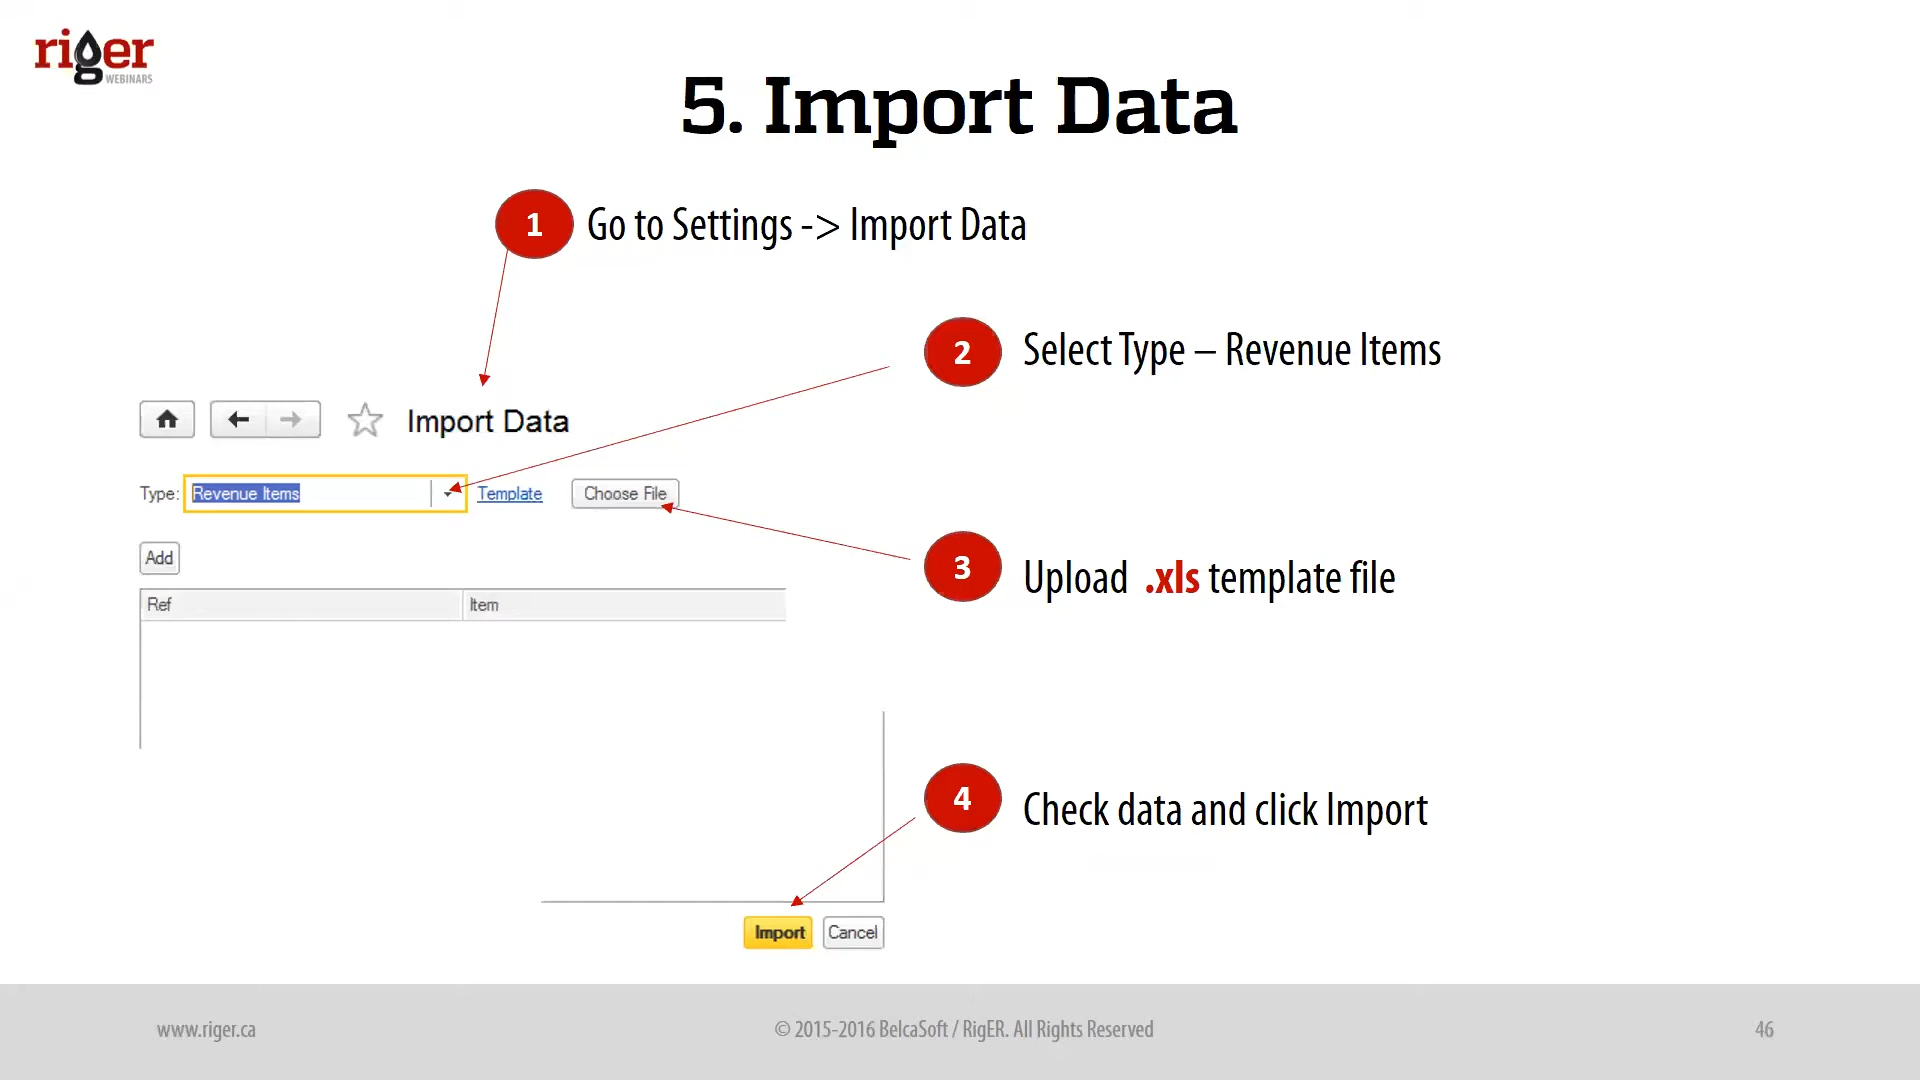 riger
WEBINARS
5. Import Data
1 Go to Settings -> Import Data
2 Select Type – Revenue Items
Import Data
Type: Revenue Items Template Choose File
3 Upload .xls template file
Add
Ref Item
4 Check data and click Import
Import Cancel
www.riger.ca © 2015-2016 BelcaSoft / RigER. All Rights Reserved 46